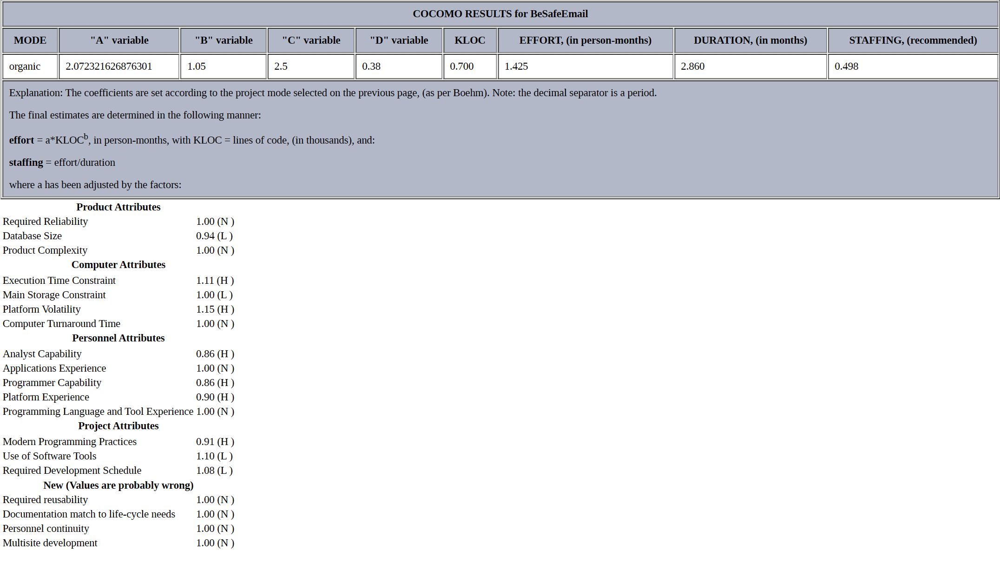 COCOMO RESULTS for BeSafeEmail
MODE "A" variable "B" variable "C" variable "D" variable KLOC EFFORT, (in person-months) DURATION, (in months) STAFFING, (recommended)
organic 2.072321626876301 1.05 2.5 0.38 0.700 1.425 2.860 0.498
Explanation: The coefficients are set according to the project mode selected on the previous page, (as per Boehm). Note: the decimal separator is a period.
The final estimates are determined in the following manner:
effort = a*KLOCb, in person-months, with KLOC = lines of code, (in thousands), and:
staffing = effort/duration
where a has been adjusted by the factors:
Product Attributes
Required Reliability 1.00 (N )
Database Size 0.94 (L )
Product Complexity 1.00 (N )
Computer Attributes
Execution Time Constraint 1.11 (H )
Main Storage Constraint 1.00 (L )
Platform Volatility 1.15 (H )
Computer Turnaround Time 1.00 (N )
Personnel Attributes
Analyst Capability 0.86 (H )
Applications Experience 1.00 (N )
Programmer Capability 0.86 (H )
Platform Experience 0.90 (H )
Programming Language and Tool Experience 1.00 (N )
Project Attributes
Modern Programming Practices 0.91 (H )
Use of Software Tools 1.10 (L )
Required Development Schedule 1.08 (L )
New (Values are probably wrong)
Required reusability 1.00 (N )
Documentation match to life-cycle needs 1.00 (N )
Personnel continuity 1.00 (N )
Multisite development 1.00 (N )